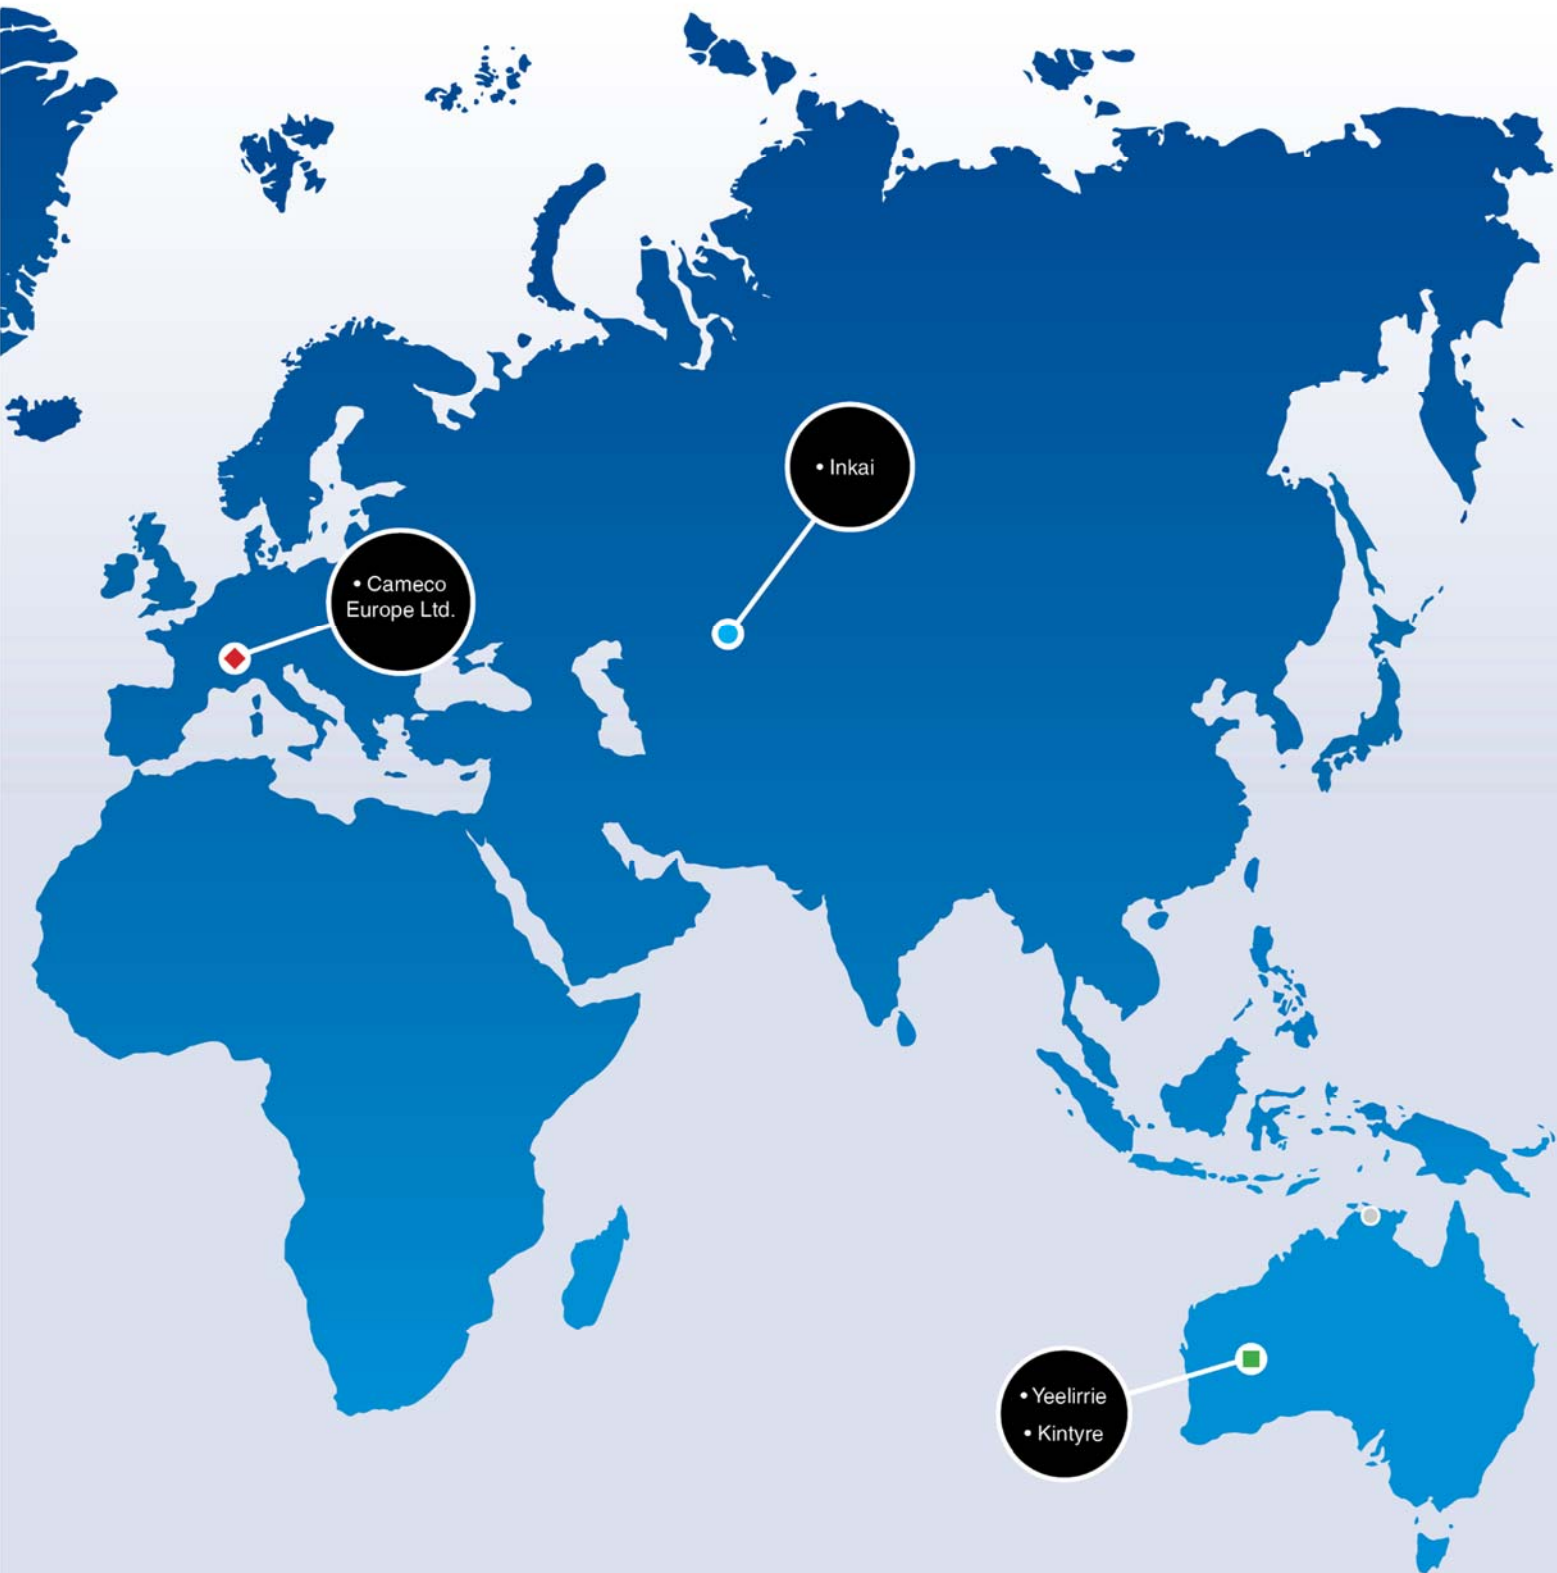 • Inkai
• Cameco
Europe Ltd.
• Yeelirrie
• Kintyre